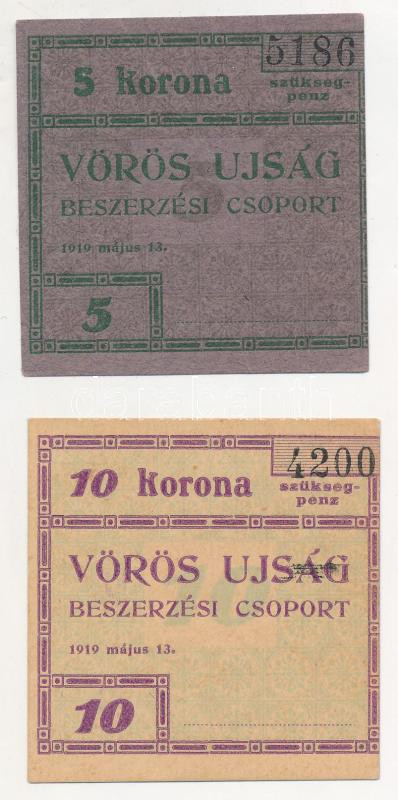 5186
5 korona
szükség-
penz
VÖRÖS UJSÁG
BESZERZÉSI CSOPORT
1919 május 13.
5
darabanth
4200
10 korona
szükség-
penz
VÖRÖS UJSÁG
BESZERZÉSI CSOPORT
1919 május 13.
10